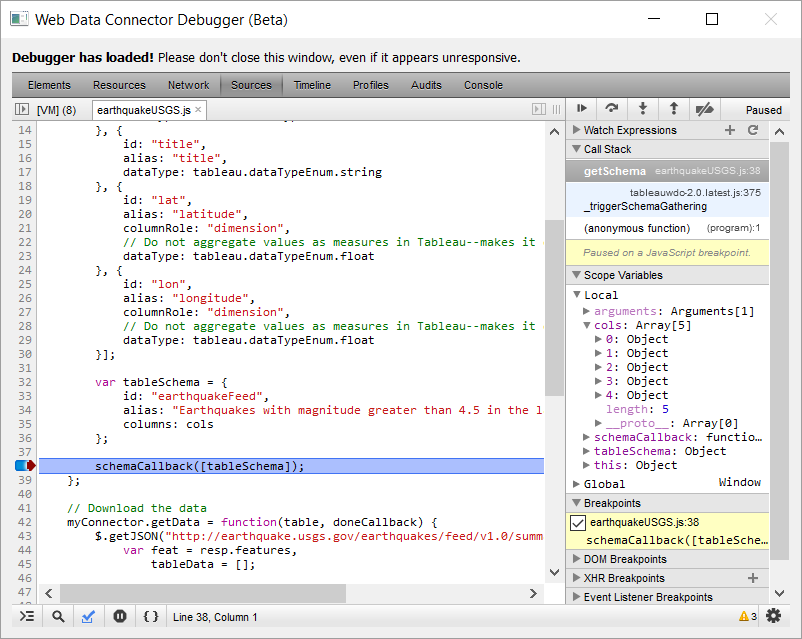 Web Data Connector Debugger (Beta)
Debugger has loaded! Please don't close this window, even if it appears unresponsive.
Elements Resources Network Sources Timeline Profiles Audits Console
[VM] (8) earthquakeUSGS.js ×
14 }, {
15 id: "title",
16 alias: "title",
17 dataType: tableau.dataTypeEnum.string
18 }, {
19 id: "lat",
20 alias: "latitude",
21 columnRole: "dimension",
22 // Do not aggregate values as measures in Tableau--makes it
23 dataType: tableau.dataTypeEnum.float
24 }, {
25 id: "lon",
26 alias: "longitude",
27 columnRole: "dimension",
28 // Do not aggregate values as measures in Tableau--makes it
29 dataType: tableau.dataTypeEnum.float
30 }];
31
32 var tableSchema = {
33 id: "earthquakeFeed",
34 alias: "Earthquakes with magnitude greater than 4.5 in the l
35 columns: cols
36 };
37
schemaCallback([tableSchema]);
39 };
40
41 // Download the data
42 myConnector.getData = function(table, doneCallback) {
43 $.getJSON("http://earthquake.usgs.gov/earthquakes/feed/v1.0/summ
44 var feat = resp.features,
45 tableData = [];
46
47
{ } Line 38, Column 1
Paused
Watch Expressions
Call Stack
getSchema earthquakeUSGS.js:38
tableauwdc-2.0.latest.js:375
_triggerSchemaGathering
(anonymous function) (program):1
Paused on a JavaScript breakpoint.
Scope Variables
Local
arguments: Arguments[1]
cols: Array[5]
0: Object
1: Object
2: Object
3: Object
4: Object
length: 5
__proto__: Array[0]
schemaCallback: functio…
tableSchema: Object
this: Object
Global Window
Breakpoints
earthquakeUSGS.js:38
schemaCallback([tableSche…
DOM Breakpoints
XHR Breakpoints
Event Listener Breakpoints
3